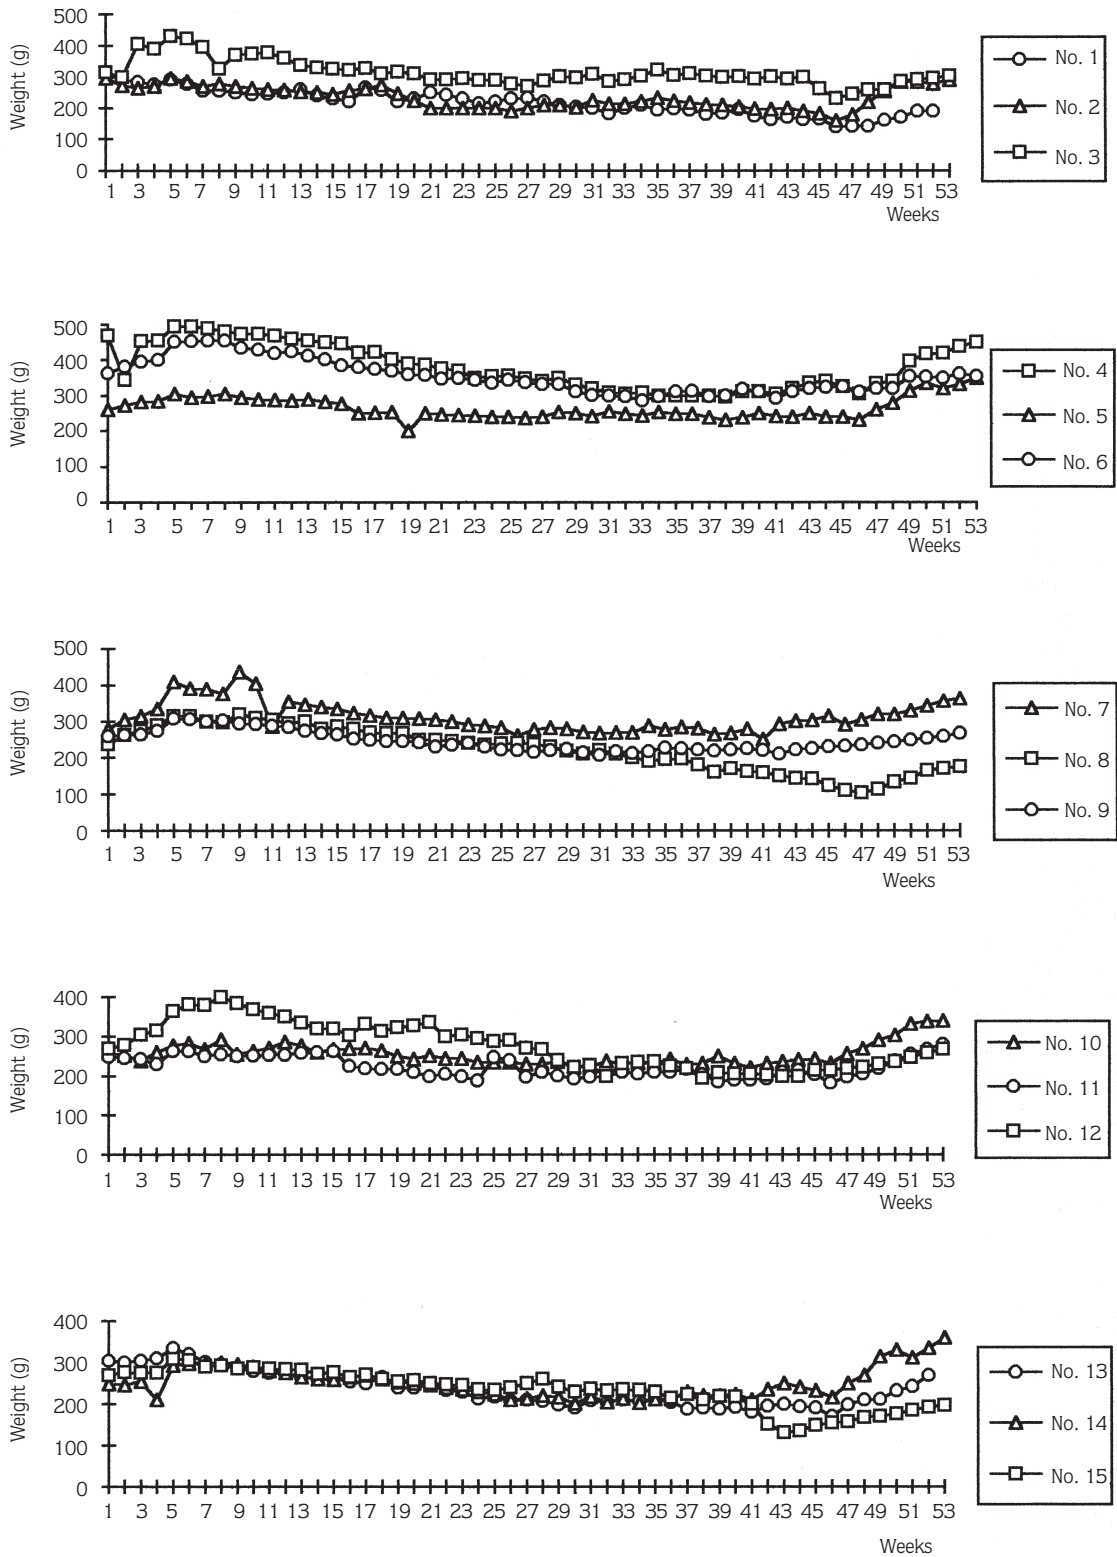 Weight (g)
500
400
300
200
100
0
1 3 5 7 9 11 13 15 17 19 21 23 25 27 29 31 33 35 37 39 41 43 45 47 49 51 53
Weeks
No. 1
No. 2
No. 3
Weight (g)
500
400
300
200
100
0
1 3 5 7 9 11 13 15 17 19 21 23 25 27 29 31 33 35 37 39 41 43 45 47 49 51 53
Weeks
No. 4
No. 5
No. 6
Weight (g)
500
400
300
200
100
0
1 3 5 7 9 11 13 15 17 19 21 23 25 27 29 31 33 35 37 39 41 43 45 47 49 51 53
Weeks
No. 7
No. 8
No. 9
Weight (g)
400
300
200
100
0
1 3 5 7 9 11 13 15 17 19 21 23 25 27 29 31 33 35 37 39 41 43 45 47 49 51 53
Weeks
No. 10
No. 11
No. 12
Weight (g)
400
300
200
100
0
1 3 5 7 9 11 13 15 17 19 21 23 25 27 29 31 33 35 37 39 41 43 45 47 49 51 53
Weeks
No. 13
No. 14
No. 15